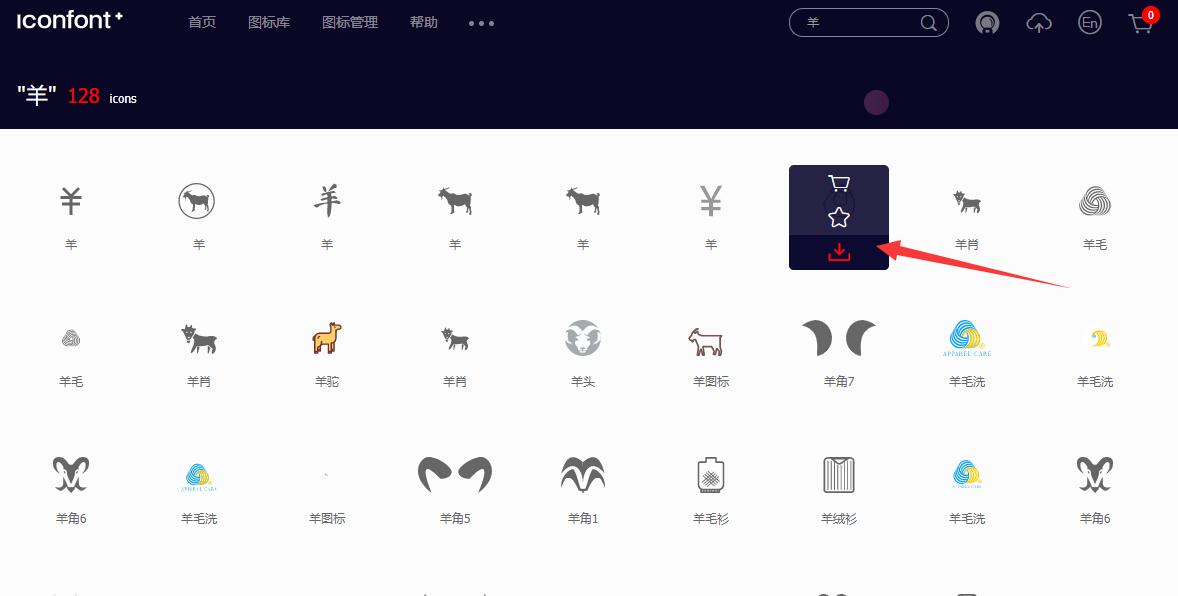 iconfont+ 首页 图标库 图标管理 帮助 羊 En 0
"羊" 128 icons
羊 羊 羊 羊 羊 羊 羊肖 羊毛
APPAREL CARE
羊毛 羊肖 羊驼 羊肖 羊头 羊图标 羊角7 羊毛洗 羊毛洗
APPAREL CARE
羊角6 羊毛洗 羊图标 羊角5 羊角1 羊毛衫 羊绒衫 羊毛洗 羊角6